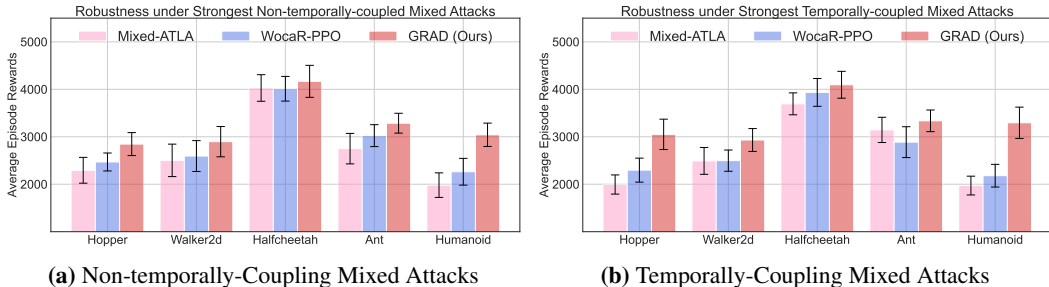 Robustness under Strongest Non-temporally-coupled Mixed Attacks
Mixed-ATLA WocaR-PPO GRAD (Ours)
Average Episode Rewards
5000
4000
3000
2000
Hopper Walker2d Halfcheetah Ant Humanoid
(a) Non-temporally-Coupling Mixed Attacks
Robustness under Strongest Temporally-coupled Mixed Attacks
Mixed-ATLA WocaR-PPO GRAD (Ours)
Average Episode Rewards
5000
4000
3000
2000
Hopper Walker2d Halfcheetah Ant Humanoid
(b) Temporally-Coupling Mixed Attacks